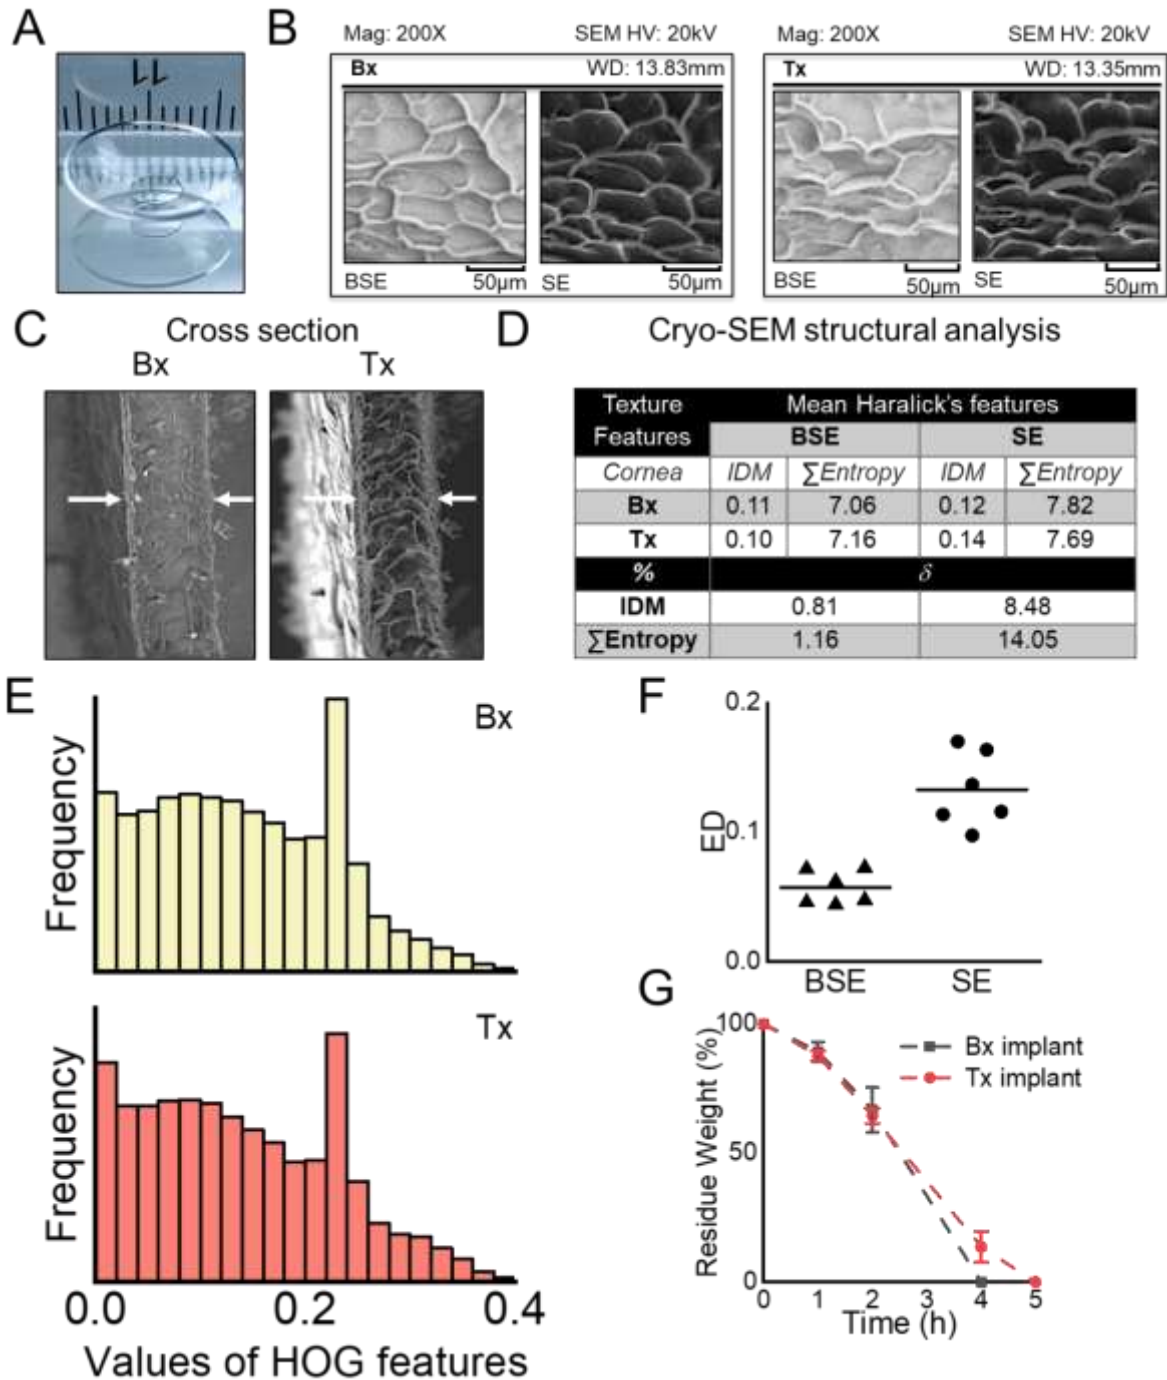 A
11
B
Mag: 200X SEM HV: 20kV
Bx WD: 13.83mm
BSE 50µm SE 50µm
Mag: 200X SEM HV: 20kV
Tx WD: 13.35mm
BSE 50µm SE 50µm
C Cross section
Bx Tx
D Cryo-SEM structural analysis
Texture Features Mean Haralick's features
BSE SE
Cornea IDM ∑Entropy IDM ∑Entropy
Bx 0.11 7.06 0.12 7.82
Tx 0.10 7.16 0.14 7.69
% δ
IDM 0.81 8.48
∑Entropy 1.16 14.05
E
Frequency
Bx
Frequency
Tx
0.0 0.2 0.4
Values of HOG features
F
ED
0.2
0.1
0.0
BSE SE
G
Residue Weight (%)
100
50
0
Bx implant
Tx implant
0 1 2 3 4 5
Time (h)